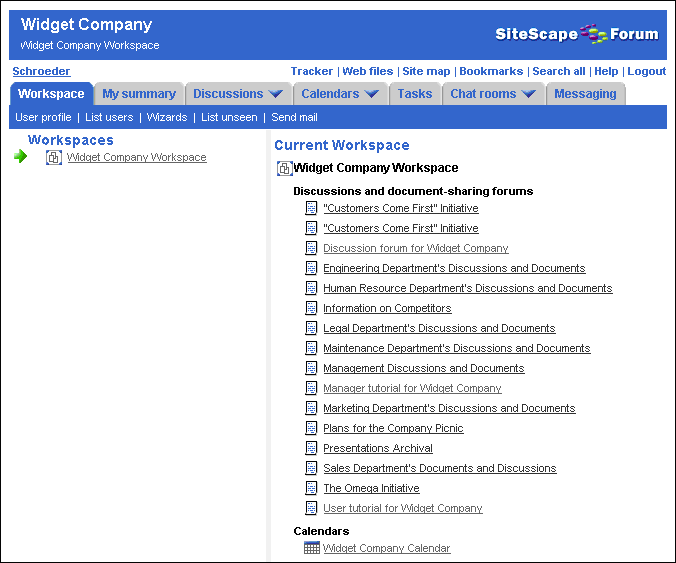 Widget Company
Widget Company Workspace
SiteScape Forum
Schroeder
Tracker | Web files | Site map | Bookmarks | Search all | Help | Logout
Workspace My summary Discussions Calendars Tasks Chat rooms Messaging
User profile | List users | Wizards | List unseen | Send mail
Workspaces
Widget Company Workspace
Current Workspace
Widget Company Workspace
Discussions and document-sharing forums
"Customers Come First" Initiative
"Customers Come First" Initiative
Discussion forum for Widget Company
Engineering Department's Discussions and Documents
Human Resource Department's Discussions and Documents
Information on Competitors
Legal Department's Discussions and Documents
Maintenance Department's Discussions and Documents
Management Discussions and Documents
Manager tutorial for Widget Company
Marketing Department's Discussions and Documents
Plans for the Company Picnic
Presentations Archival
Sales Department's Documents and Discussions
The Omega Initiative
User tutorial for Widget Company
Calendars
Widget Company Calendar